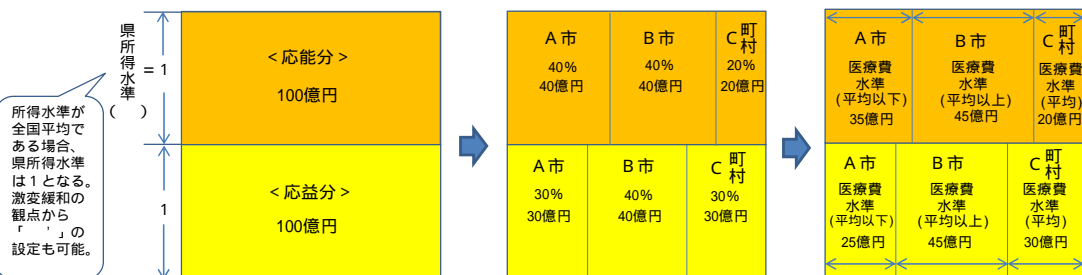 県所得水準
(　)
＝1
1
所得水準が
全国平均で
ある場合、
県所得水準
は１となる。
激変緩和の
観点から
「　’」の
設定も可能。
＜応能分＞
100億円
＜応益分＞
100億円
Ａ市
40%
40億円
Ｂ市
40%
40億円
Ｃ町村
20%
20億円
Ａ市
30%
30億円
Ｂ市
40%
40億円
Ｃ町村
30%
30億円
Ａ市
医療費
水準
(平均以下)
35億円
Ｂ市
医療費
水準
(平均以上)
45億円
Ｃ町村
医療費
水準
(平均)
20億円
Ａ市
医療費
水準
(平均以下)
25億円
Ｂ市
医療費
水準
(平均以上)
45億円
Ｃ町村
医療費
水準
(平均)
30億円